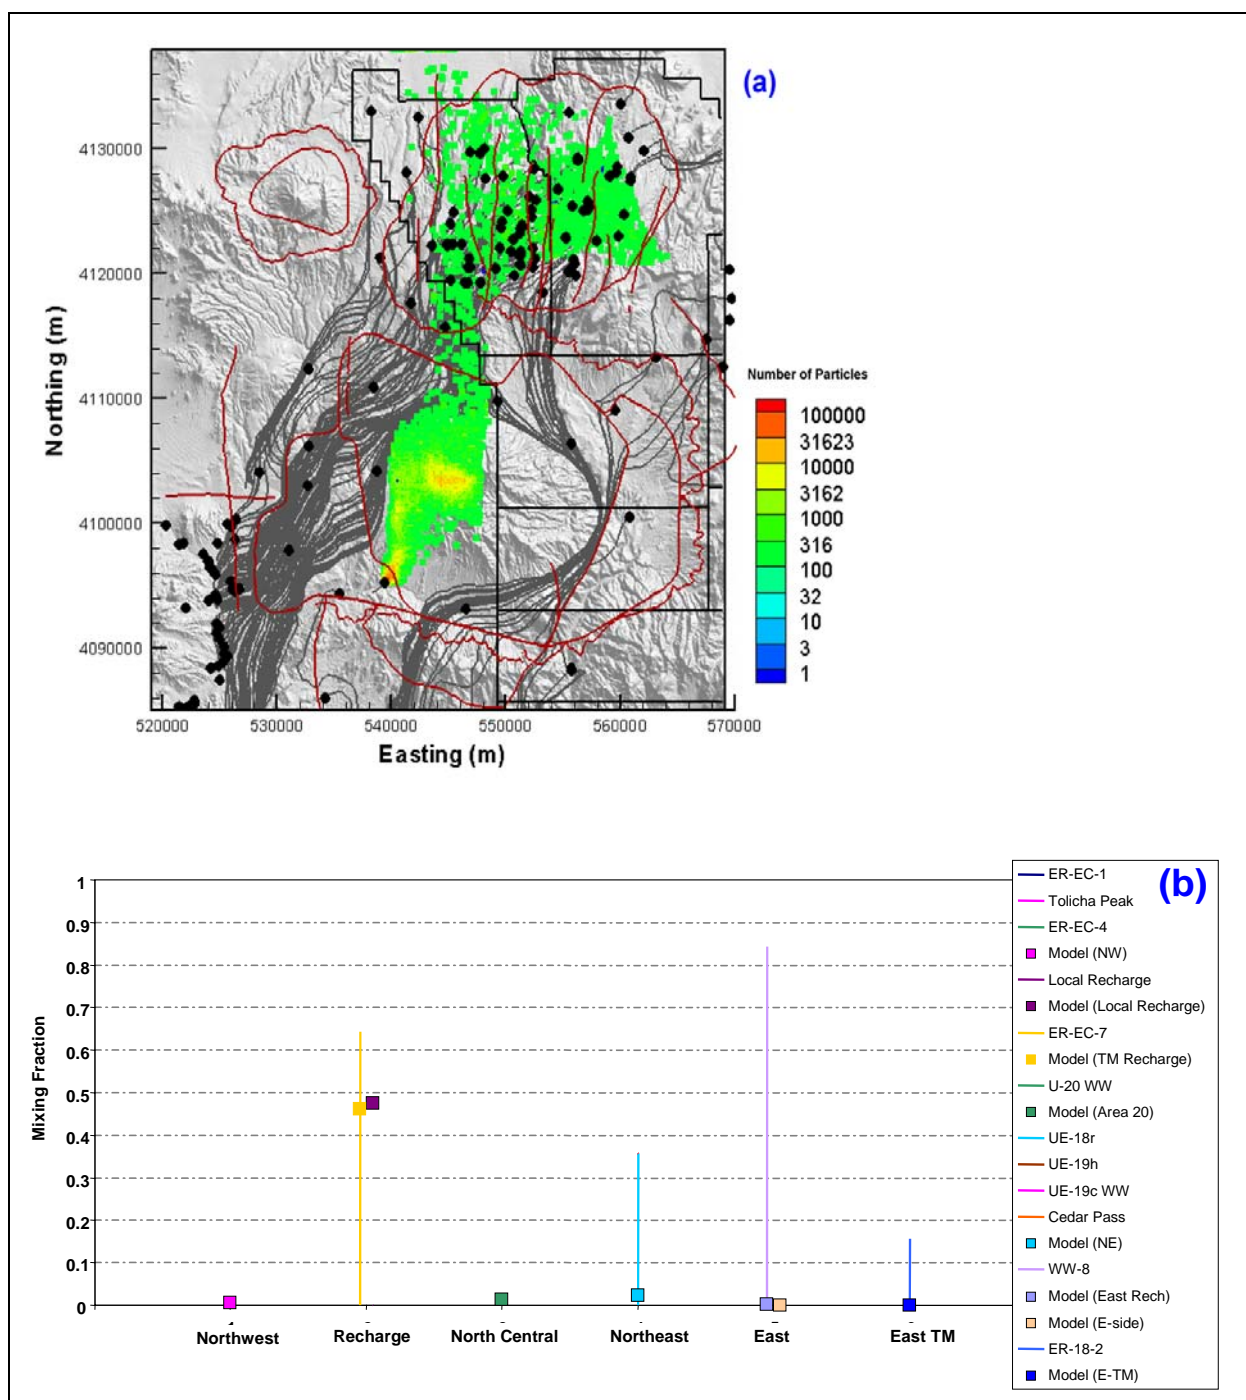 (a)
4130000
4120000
4110000
4100000
4090000
Northing (m)
520000 530000 540000 550000 560000 570000
Easting (m)
Number of Particles
100000
31623
10000
3162
1000
316
100
32
10
3
1
(b)
1
0.9
0.8
0.7
0.6
0.5
0.4
0.3
0.2
0.1
0
Mixing Fraction
Northwest Recharge North Central Northeast East East TM
ER-EC-1
Tolicha Peak
ER-EC-4
Model (NW)
Local Recharge
Model (Local Recharge)
ER-EC-7
Model (TM Recharge)
U-20 WW
Model (Area 20)
UE-18r
UE-19h
UE-19c WW
Cedar Pass
Model (NE)
WW-8
Model (East Rech)
Model (E-side)
ER-18-2
Model (E-TM)